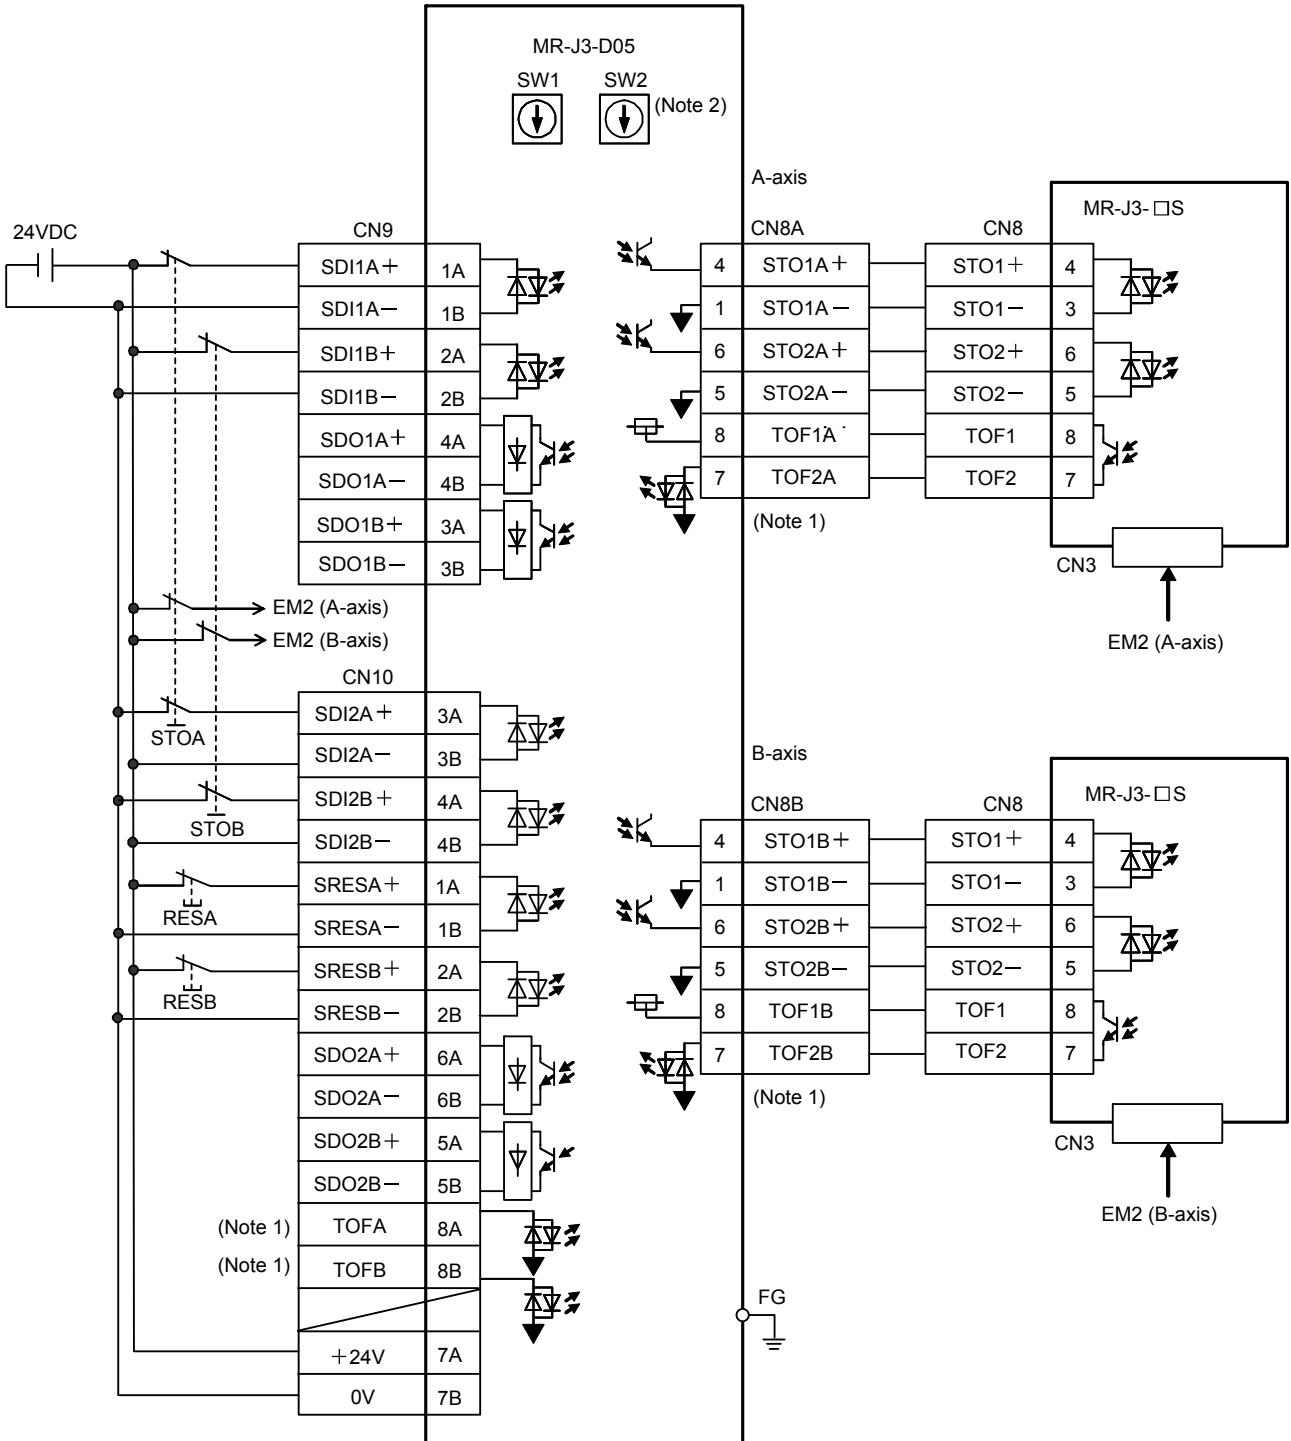 MR-J3-D05
SW1 SW2
(Note 2)
24VDC
CN9
SDI1A+ 1A
SDI1A− 1B
SDI1B+ 2A
SDI1B− 2B
SDO1A+ 4A
SDO1A− 4B
SDO1B+ 3A
SDO1B− 3B
EM2 (A-axis)
EM2 (B-axis)
CN10
SDI2A+ 3A
STOA
SDI2A− 3B
SDI2B+ 4A
STOB
SDI2B− 4B
SRESA+ 1A
RESA
SRESA− 1B
SRESB+ 2A
RESB
SRESB− 2B
SDO2A+ 6A
SDO2A− 6B
SDO2B+ 5A
SDO2B− 5B
(Note 1) TOFA 8A
(Note 1) TOFB 8B
+24V 7A
0V 7B
A-axis
CN8A CN8
MR-J3-□S
4 STO1A+ STO1+ 4
1 STO1A− STO1− 3
6 STO2A+ STO2+ 6
5 STO2A− STO2− 5
8 TOF1A TOF1 8
7 TOF2A TOF2 7
(Note 1)
CN3
EM2 (A-axis)
B-axis
CN8B CN8
MR-J3-□S
4 STO1B+ STO1+ 4
1 STO1B− STO1− 3
6 STO2B+ STO2+ 6
5 STO2B− STO2− 5
8 TOF1B TOF1 8
7 TOF2B TOF2 7
(Note 1)
CN3
EM2 (B-axis)
FG